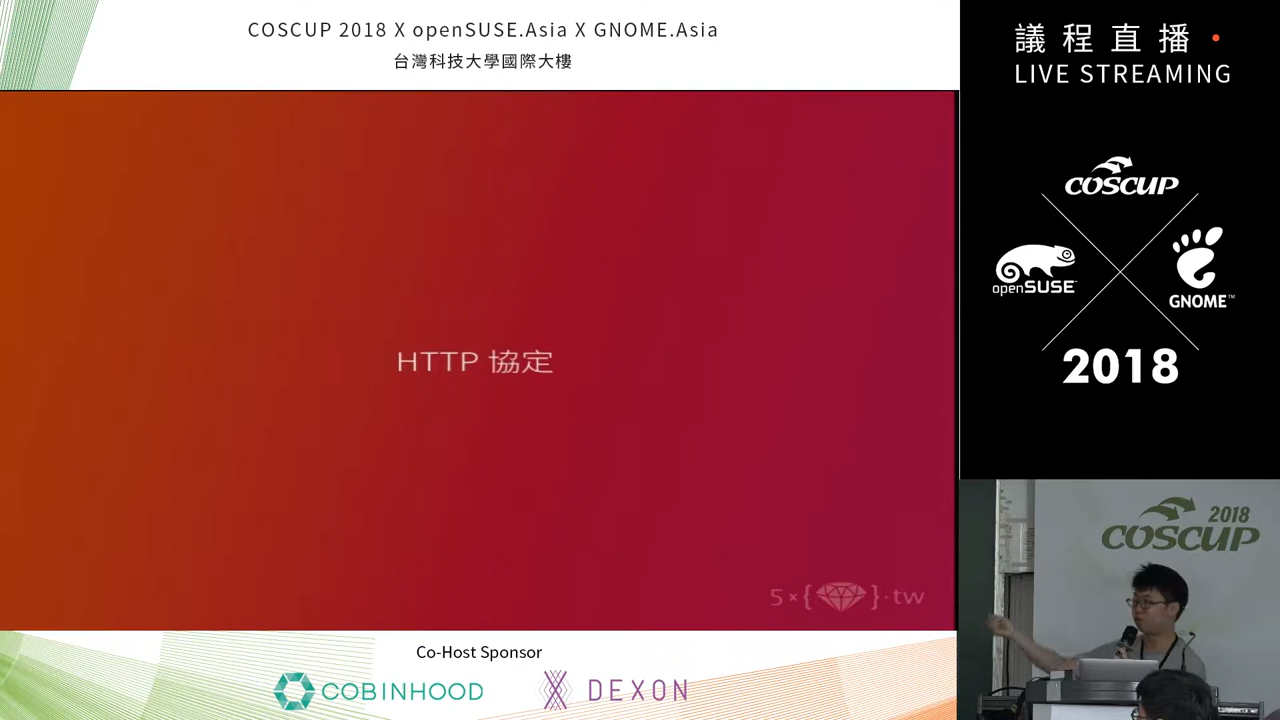 COSCUP 2018 X openSUSE.Asia X GNOME.Asia
台灣科技大學國際大樓
議程直播
LIVE STREAMING
COSCUP
openSUSE
GNOME™
2018
HTTP 協定
5×{}.tw
2018
COSCUP
Co-Host Sponsor
COBINHOOD
DEXON